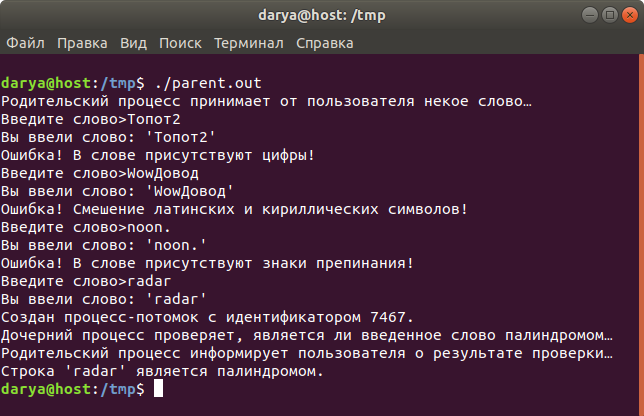 darya@host: /tmp
Файл Правка Вид Поиск Терминал Справка
darya@host:/tmp$ ./parent.out
Родительский процесс принимает от пользователя некое слово…
Введите слово>Топот2
Вы ввели слово: 'Топот2'
Ошибка! В слове присутствуют цифры!
Введите слово>WowДовод
Вы ввели слово: 'WowДовод'
Ошибка! Смешение латинских и кириллических символов!
Введите слово>noon.
Вы ввели слово: 'noon.'
Ошибка! В слове присутствуют знаки препинания!
Введите слово>radar
Вы ввели слово: 'radar'
Создан процесс-потомок с идентификатором 7467.
Дочерний процесс проверяет, является ли введенное слово палиндромом…
Родительский процесс информирует пользователя о результате проверки…
Строка 'radar' является палиндромом.
darya@host:/tmp$